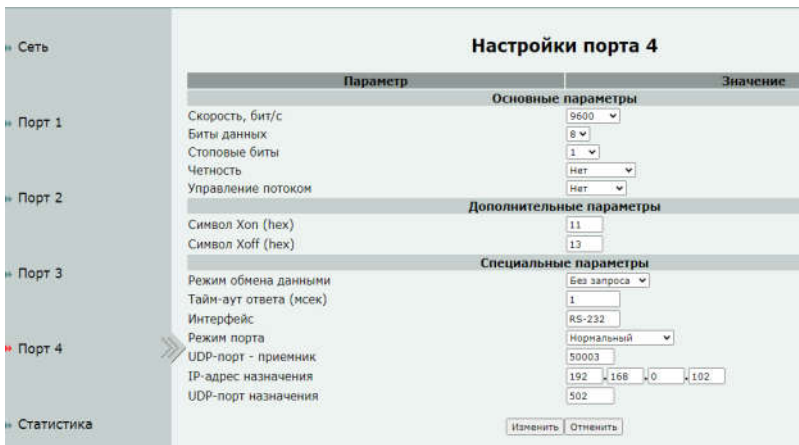 Сеть
Порт 1
Порт 2
Порт 3
Порт 4
Статистика
Настройки порта 4
Параметр Значение
Основные параметры
Скорость, бит/с 9600
Биты данных 8
Стоповые биты 1
Четность Нет
Управление потоком Нет
Дополнительные параметры
Символ Xon (hex) 11
Символ Xoff (hex) 13
Специальные параметры
Режим обмена данными Без запроса
Тайм-аут ответа (мсек) 1
Интерфейс RS-232
Режим порта Нормальный
UDP-порт - приемник 50003
IP-адрес назначения 192 . 168 . 0 . 102
UDP-порт назначения 502
Изменить Отменить